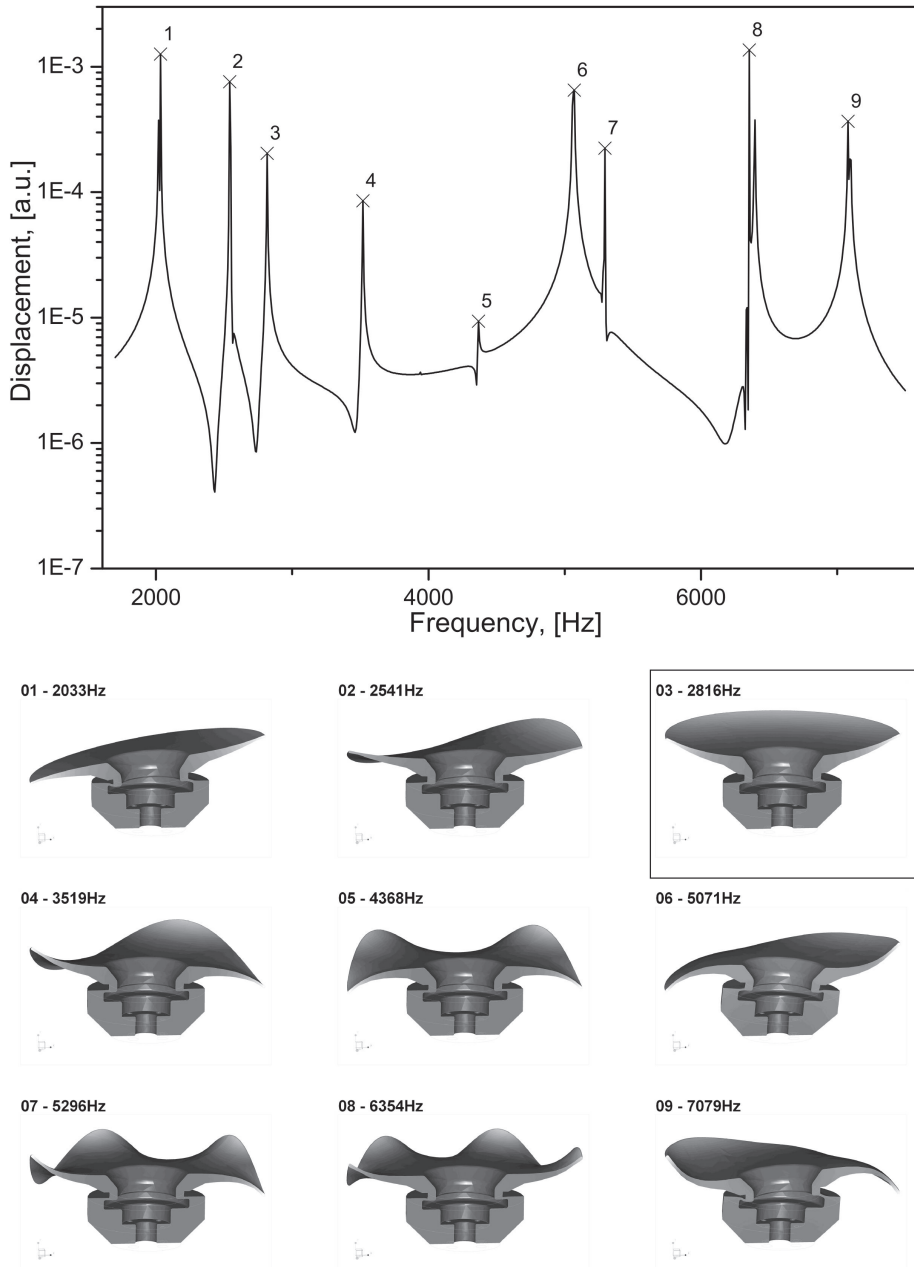 1
8
2
6
9
3
7
4
5
1E-3
1E-4
1E-5
1E-6
1E-7
Displacement, [a.u.]
2000
4000
6000
Frequency, [Hz]
01 - 2033Hz
02 - 2541Hz
03 - 2816Hz
04 - 3519Hz
05 - 4368Hz
06 - 5071Hz
07 - 5296Hz
08 - 6354Hz
09 - 7079Hz